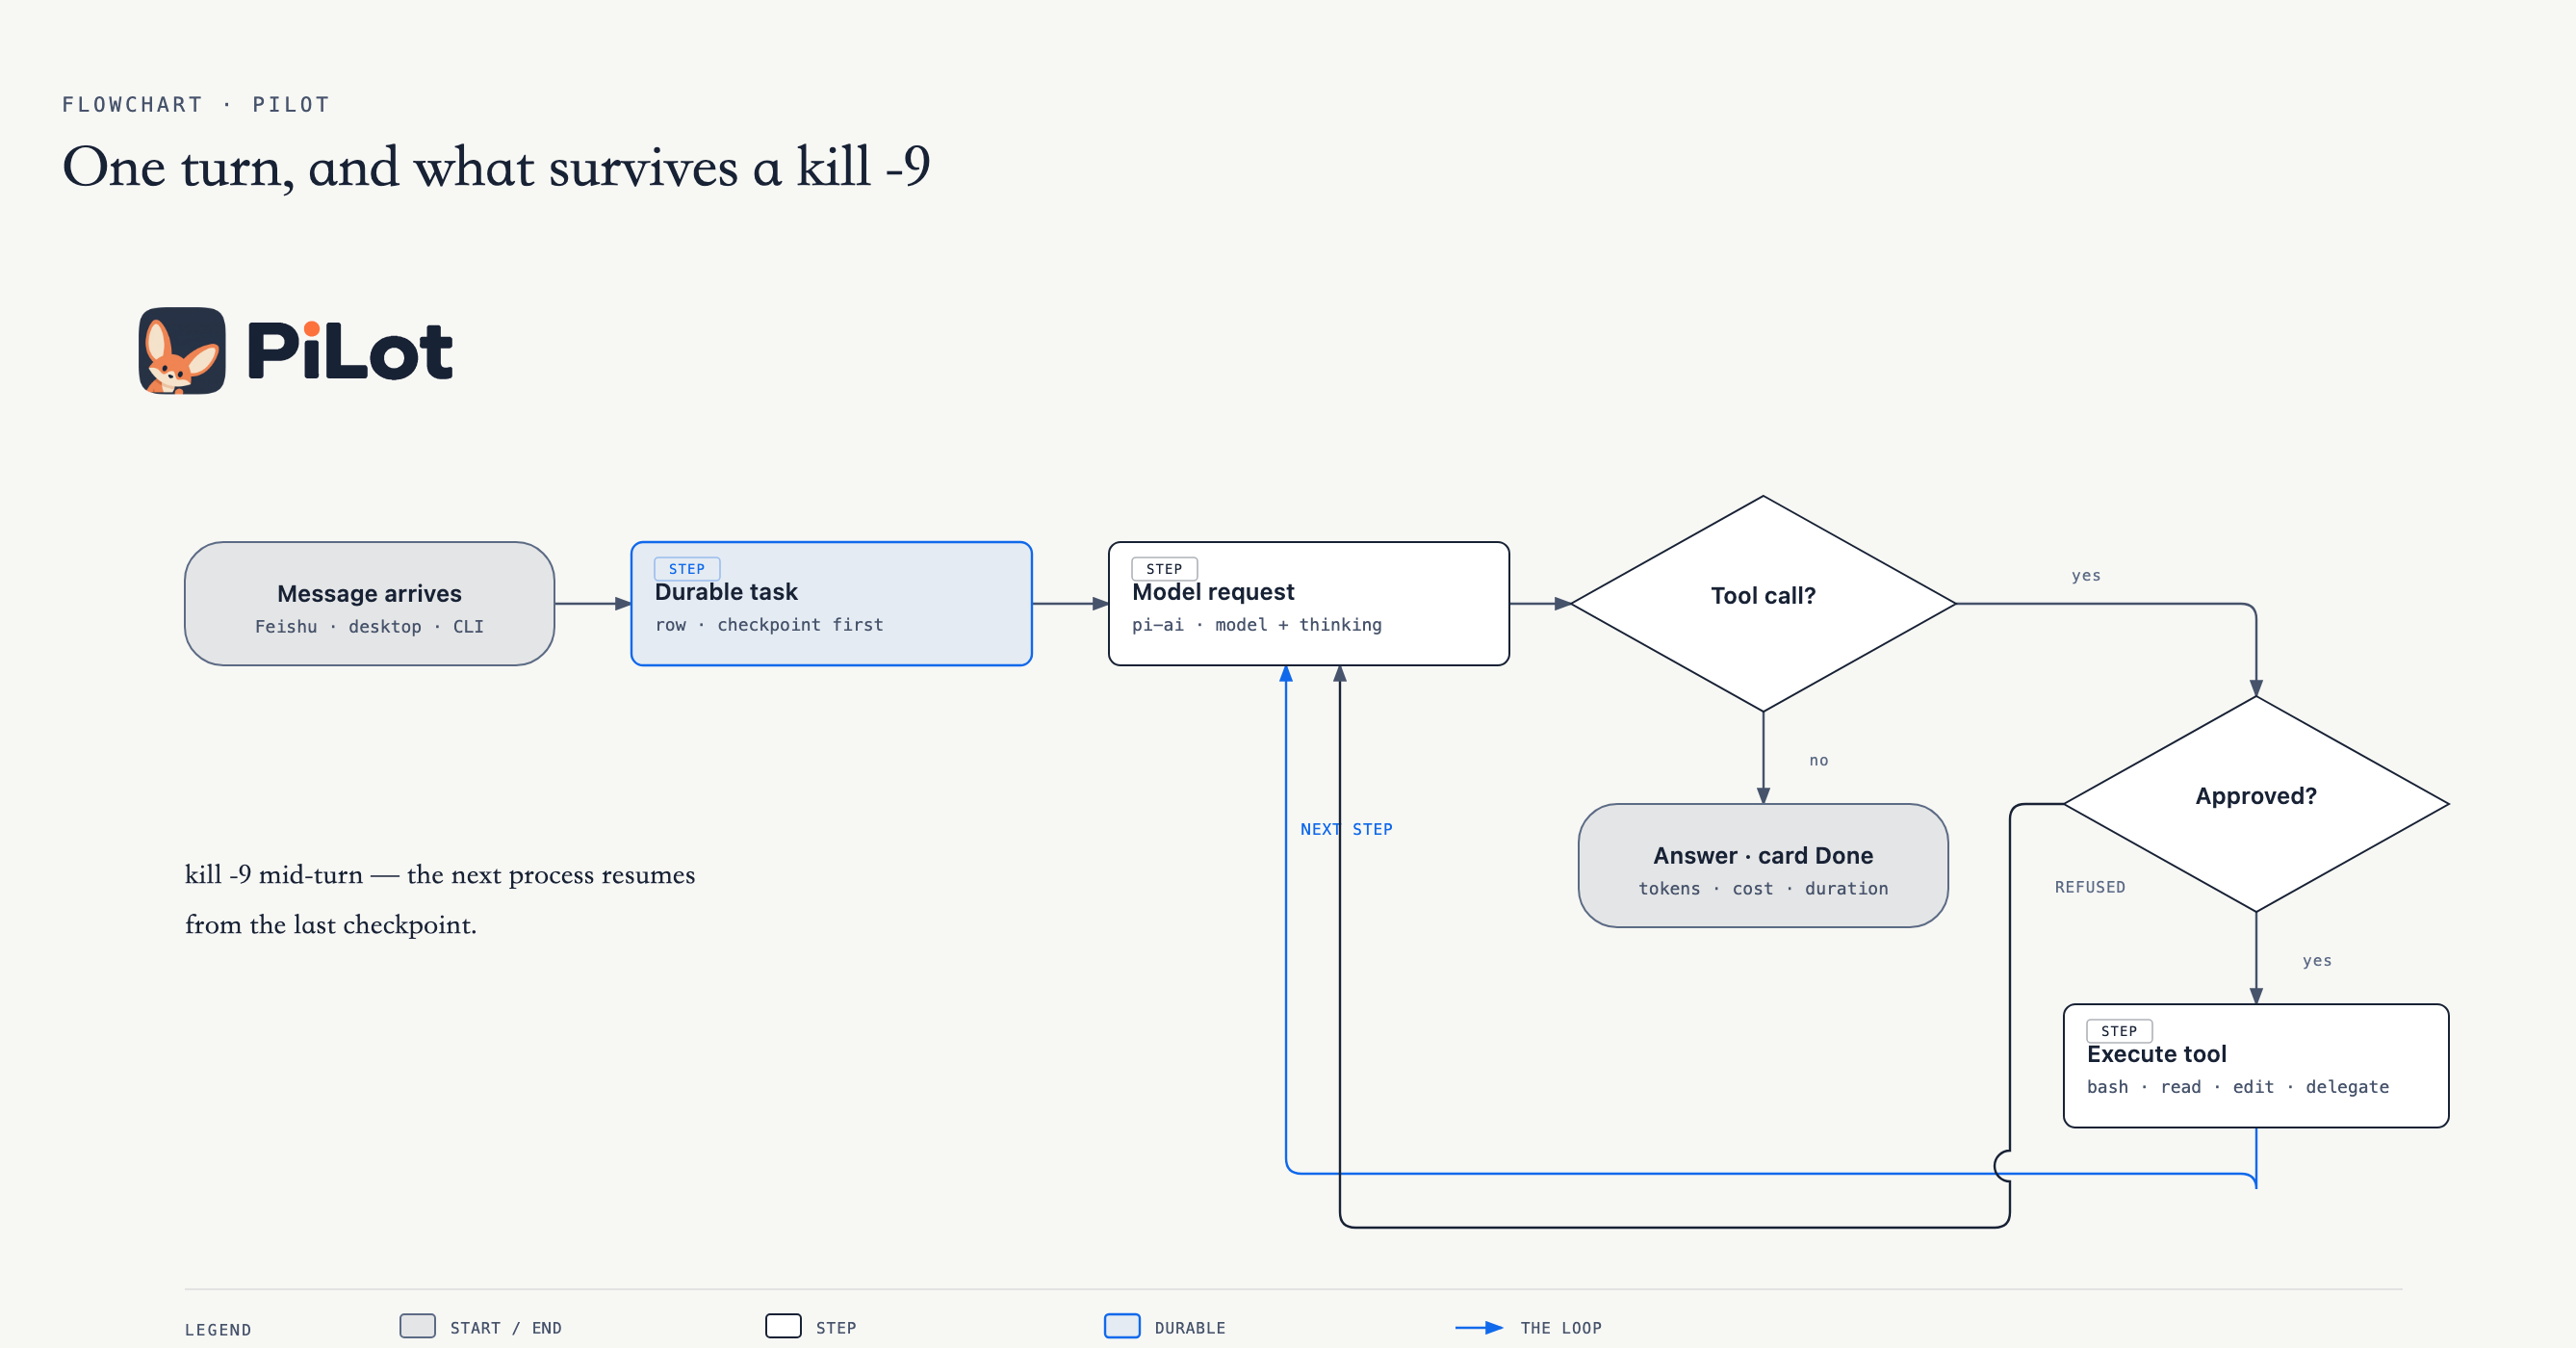 FLOWCHART · PILOT
One turn, and what survives a kill -9
PiLot
Message arrives
Feishu · desktop · CLI
STEP
Durable task
row · checkpoint first
STEP
Model request
pi-ai · model + thinking
Tool call?
yes
no
Approved?
NEXT STEP
Answer · card Done
tokens · cost · duration
REFUSED
kill -9 mid-turn — the next process resumes
from the last checkpoint.
yes
STEP
Execute tool
bash · read · edit · delegate
LEGEND
START / END
STEP
DURABLE
THE LOOP